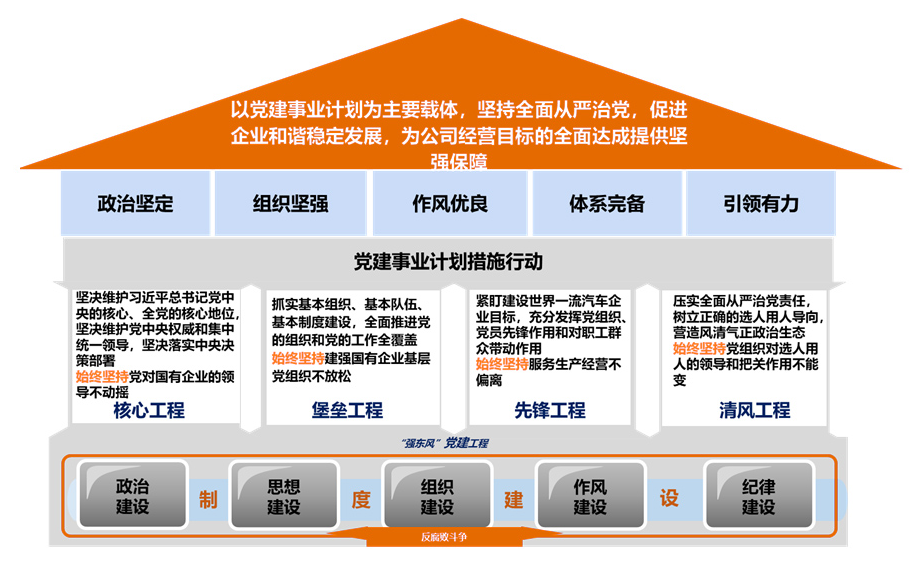 以党建事业计划为主要载体，坚持全面从严治党，促进
企业和谐稳定发展，为公司经营目标的全面达成提供坚
强保障
政治坚定
组织坚强
作风优良
体系完备
引领有力
党建事业计划措施行动
坚决维护习近平总书记党中
央的核心、全党的核心地位，
坚决维护党中央权威和集中
统一领导，坚决落实中央决
策部署
始终坚持党对国有企业的领
导不动摇
核心工程
抓实基本组织、基本队伍、
基本制度建设，全面推进党
的组织和党的工作全覆盖
始终坚持建强国有企业基层
党组织不放松
堡垒工程
紧盯建设世界一流汽车企
业目标，充分发挥党组织、
党员先锋作用和对职工群
众带动作用
始终坚持服务生产经营不
偏离
先锋工程
压实全面从严治党责任，
树立正确的选人用人导向，
营造风清气正政治生态
始终坚持党组织对选人用
人的领导和把关作用不能
变
清风工程
“强东风”党建工程
政治
建设
制
思想
建设
度
组织
建设
建
作风
建设
设
纪律
建设
反腐败斗争